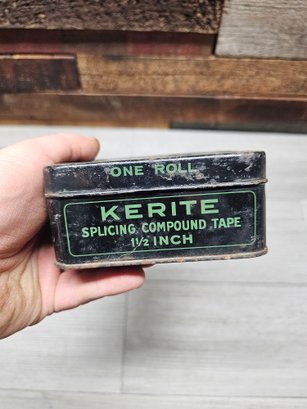 ONE ROLL
KERITE
SPLICING COMPOUND TAPE
1½ INCH